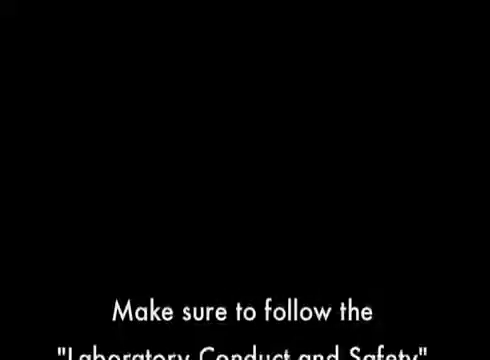 Make sure to follow the
"Laboratory Conduct and Safety"